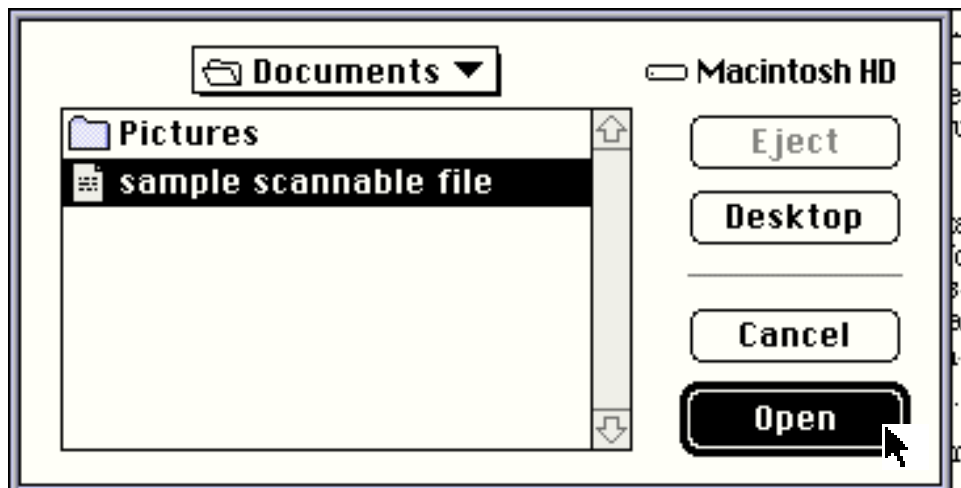 Documents
Macintosh HD
Pictures
sample scannable file
Eject
Desktop
Cancel
Open